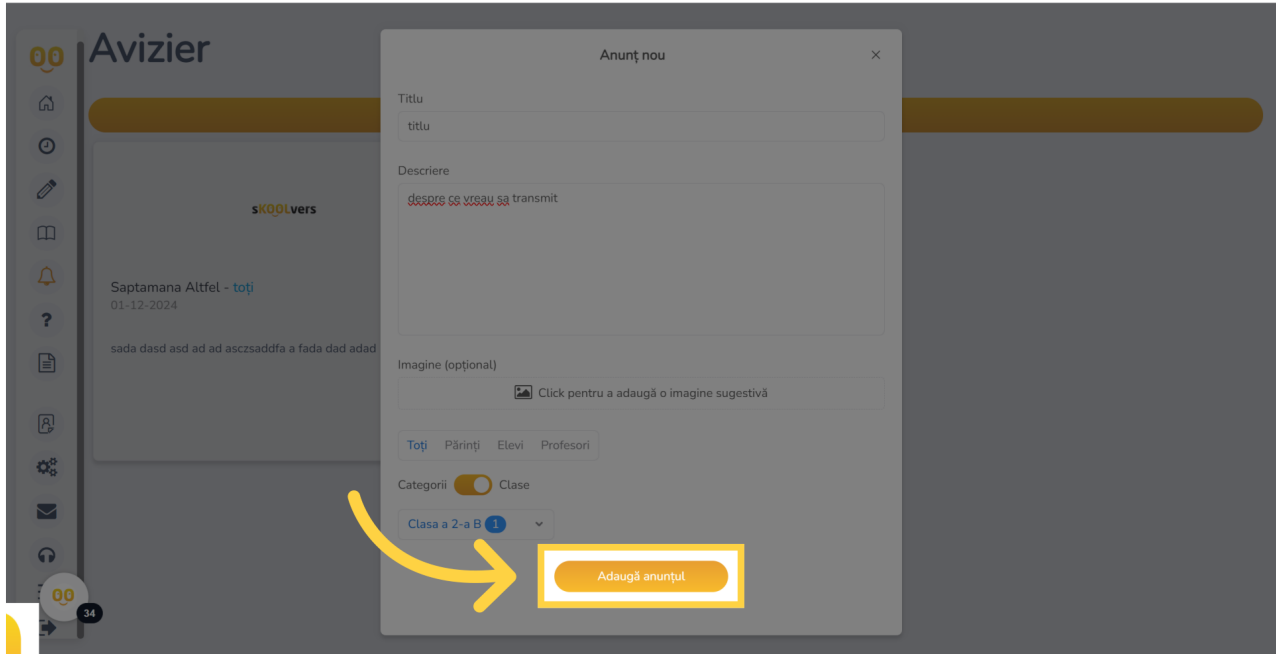 Avizier
sKOOLvers
Saptamana Altfel - toți
01-12-2024
sada dasd asd ad ad asczsaddfa a fada dad adad
34
Anunț nou
Titlu
titlu
Descriere
despre ce vreau sa transmit
Imagine (opțional)
Click pentru a adaugă o imagine sugestivă
Toți Părinți Elevi Profesori
Categorii Clase
Clasa a 2-a B 1
Adaugă anunțul